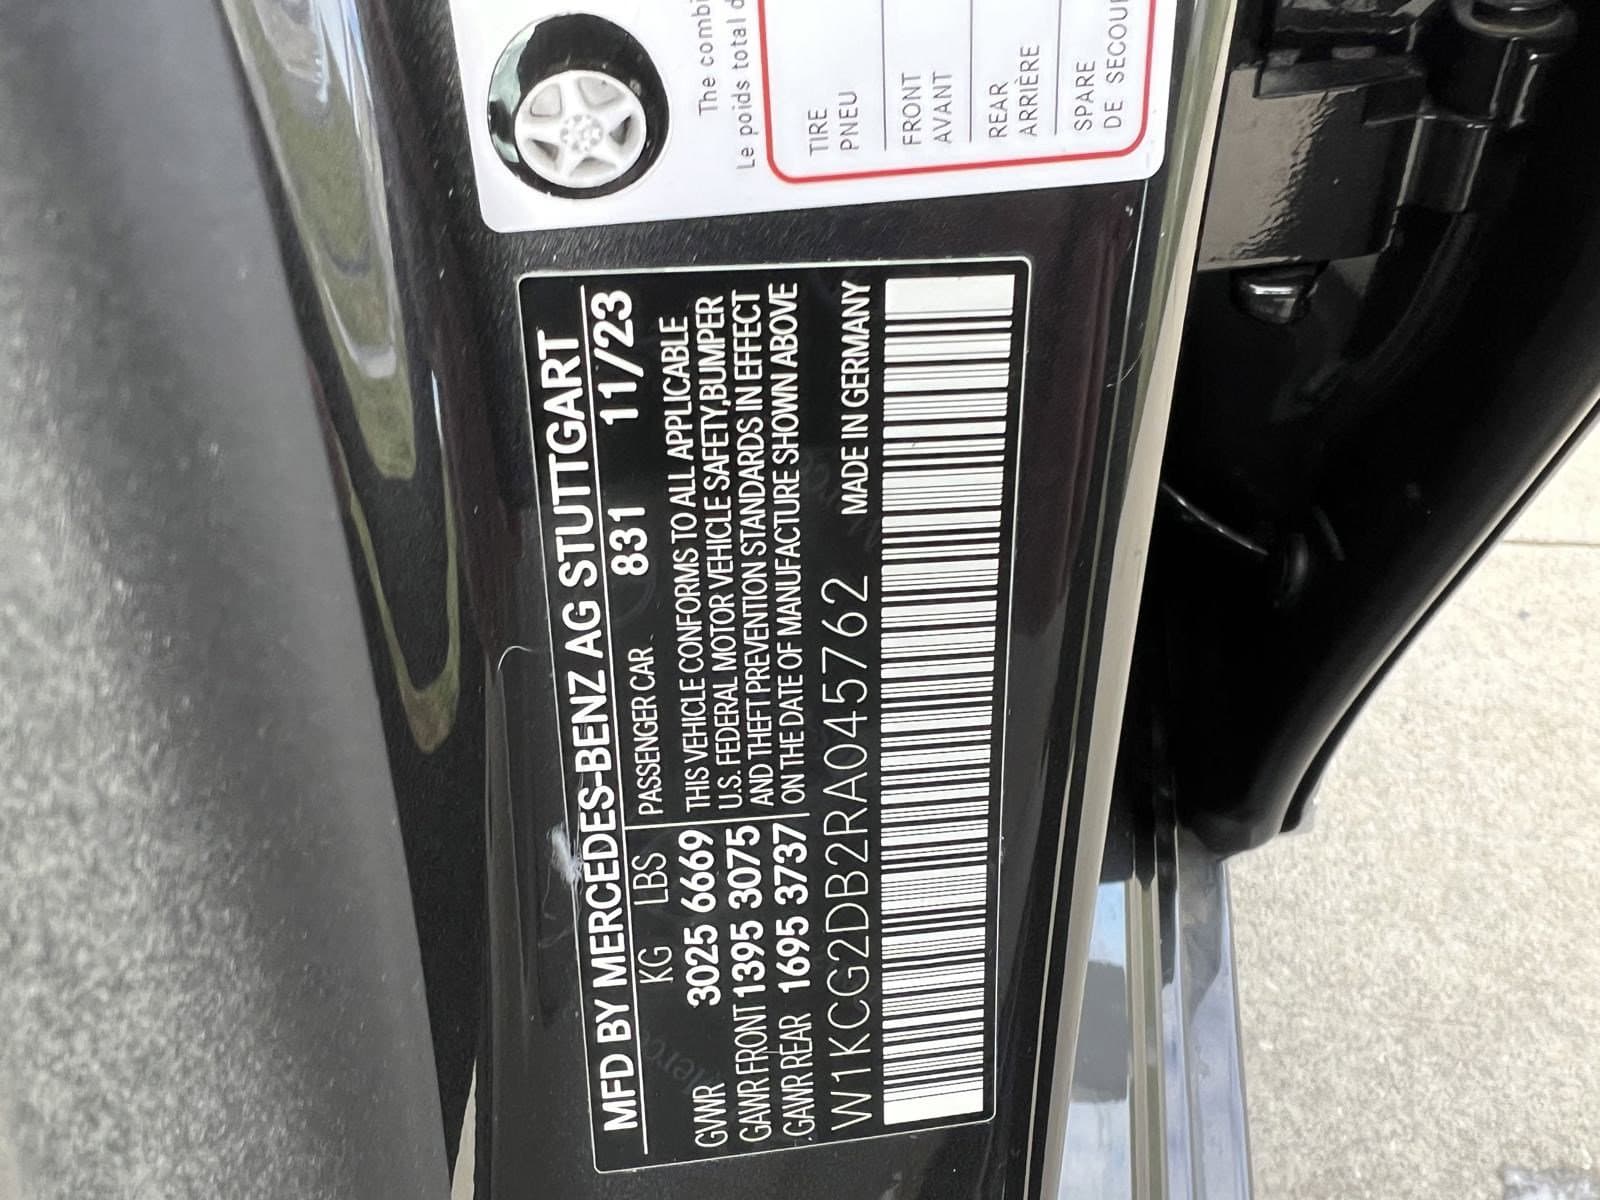 The combi
Le poids total d
TIRE
PNEU
FRONT
AVANT
REAR
ARRIÈRE
SPARE
DE SECOU
MFD BY MERCEDES-BENZ AG STUTTGART
KG LBS PASSENGER CAR 831 11/23
GVWR 3025 6669 THIS VEHICLE CONFORMS TO ALL APPLICABLE
GAWR FRONT 1395 3075 U.S. FEDERAL MOTOR VEHICLE SAFETY,BUMPER
AND THEFT PREVENTION STANDARDS IN EFFECT
GAWR REAR 1695 3737 ON THE DATE OF MANUFACTURE SHOWN ABOVE
W1KCG2DB2RA045762 MADE IN GERMANY